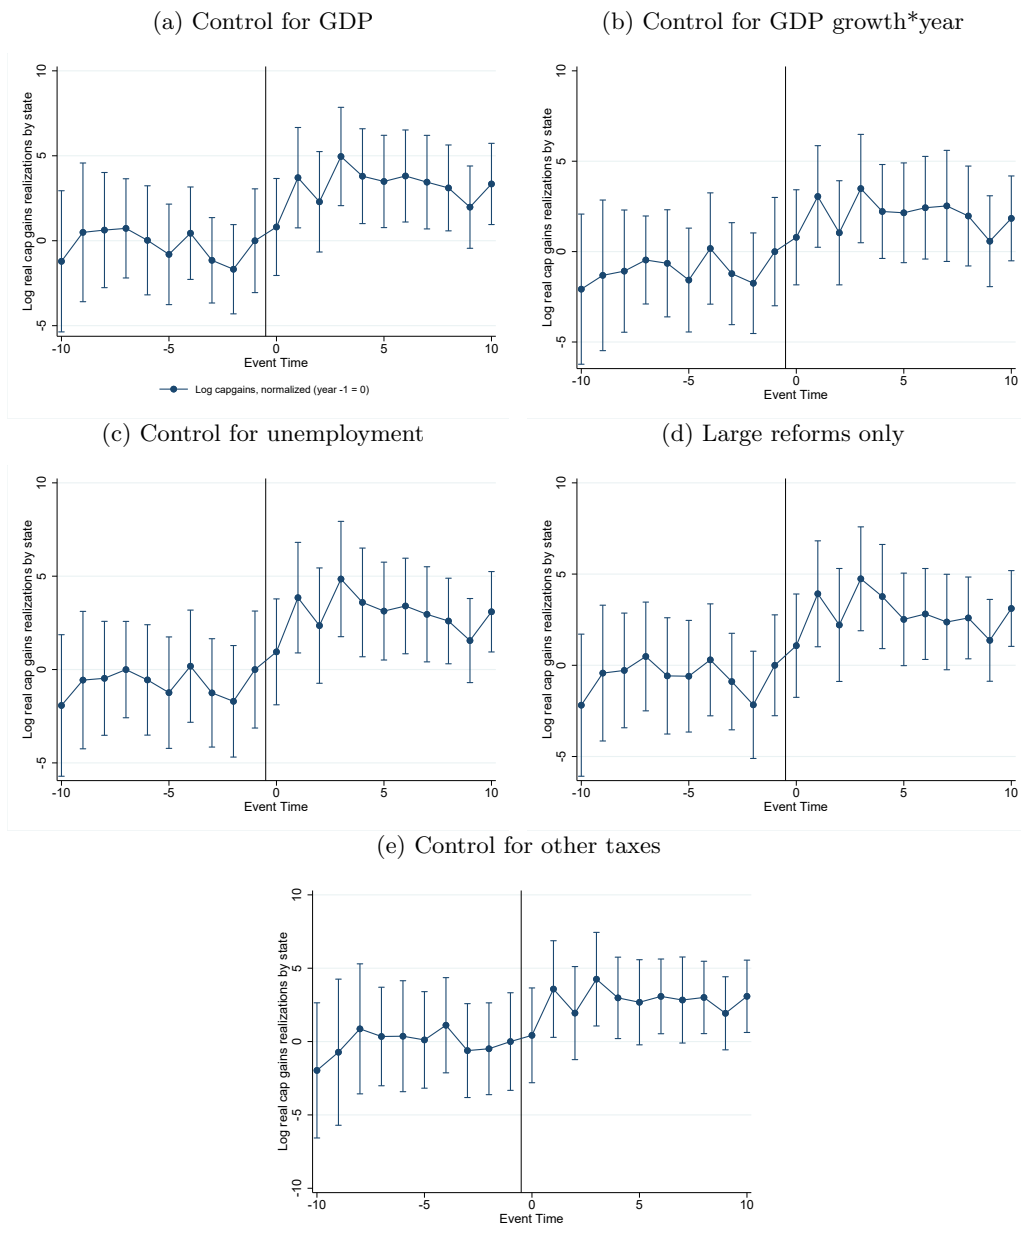 (a) Control for GDP
Log real cap gains realizations by state
10
5
0
-5
-10 -5 0 5 10
Event Time
Log capgains, normalized (year -1 = 0)
(b) Control for GDP growth*year
Log real cap gains realizations by state
10
5
0
-5
-10 -5 0 5 10
Event Time
(c) Control for unemployment
Log real cap gains realizations by state
10
5
0
-5
-10 -5 0 5 10
Event Time
(d) Large reforms only
Log real cap gains realizations by state
10
5
0
-5
-10 -5 0 5 10
Event Time
(e) Control for other taxes
Log real cap gains realizations by state
10
5
0
-5
-10
-10 -5 0 5 10
Event Time